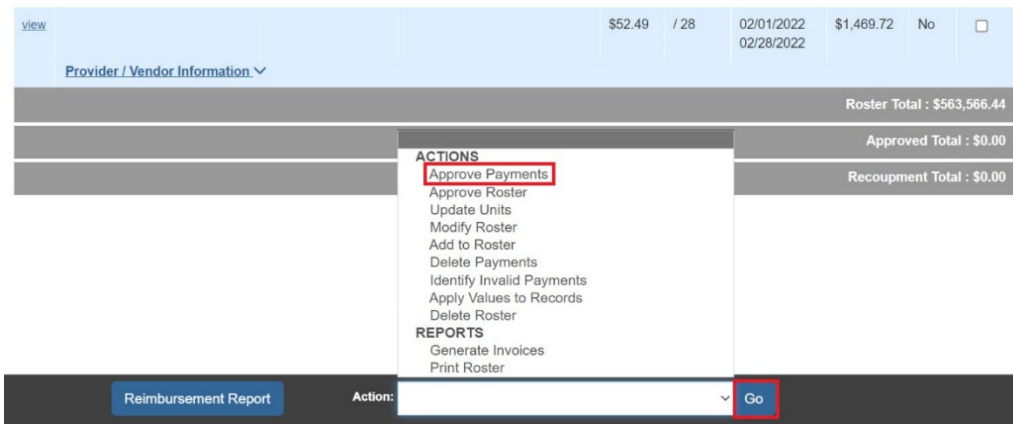 view $52.49 / 28 02/01/2022 $1,469.72 No
02/28/2022
Provider / Vendor Information
Roster Total : $563,566.44
Approved Total : $0.00
Recoupment Total : $0.00
ACTIONS
Approve Payments
Approve Roster
Update Units
Modify Roster
Add to Roster
Delete Payments
Identify Invalid Payments
Apply Values to Records
Delete Roster
REPORTS
Generate Invoices
Print Roster
Reimbursement Report Action: Go